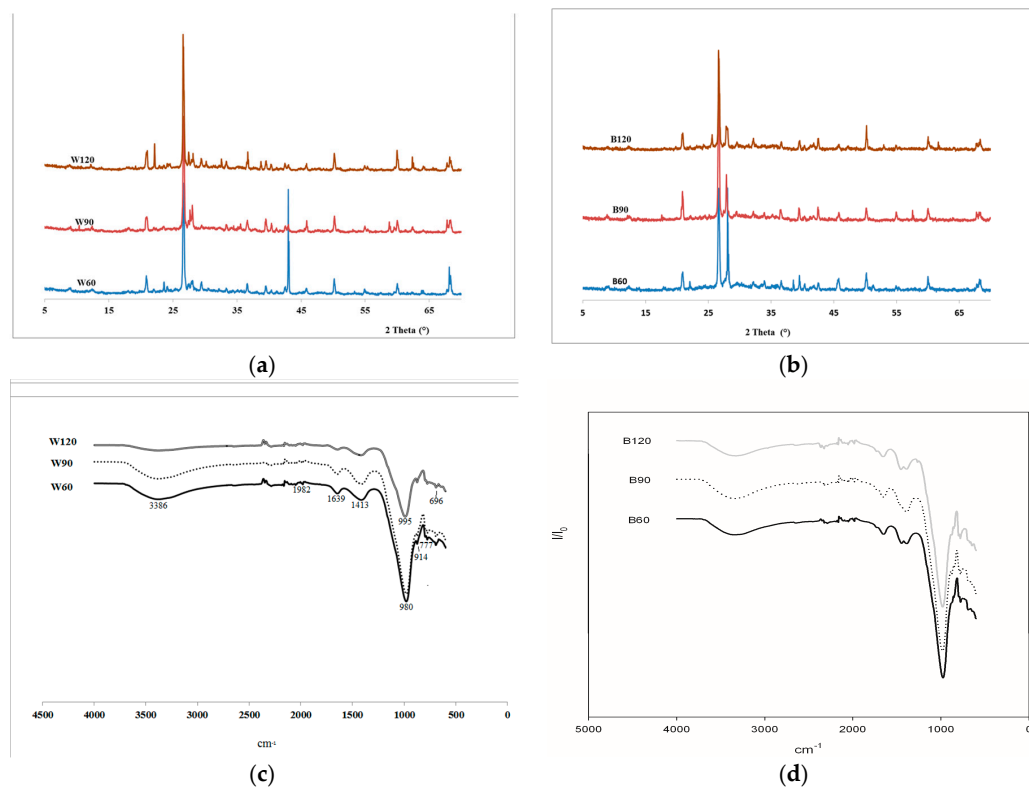 W120
W90
W60
5 15 25 35 45 55 65
2 Theta (°)
(a)
B120
B90
B60
5 15 25 35 45 55 65
2 Theta (°)
(b)
W120
W90
W60
3386
1982
1639
1413
995
696
777
914
980
4500 4000 3500 3000 2500 2000 1500 1000 500 0
cm-1
(c)
B120
B90
B60
I/I0
5000 4000 3000 2000 1000 0
cm-1
(d)